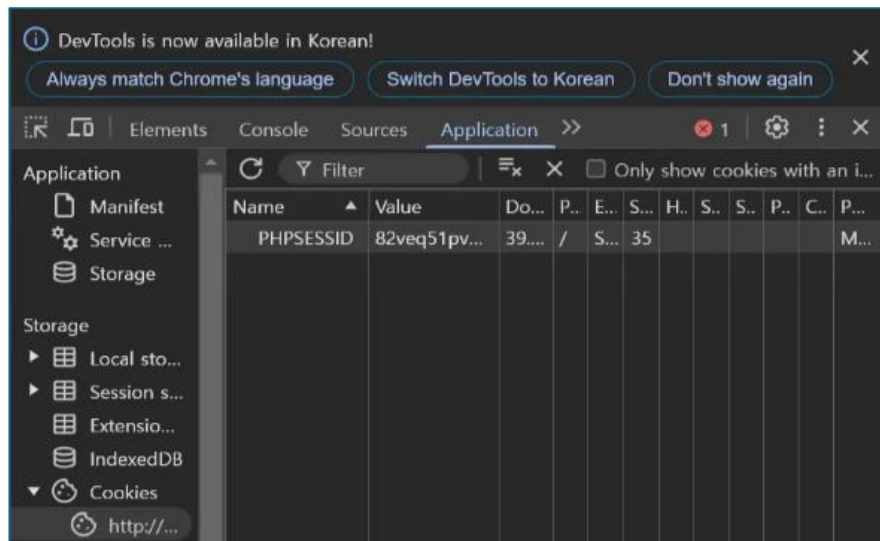 DevTools is now available in Korean!
Always match Chrome's language Switch DevTools to Korean Don't show again
Elements Console Sources Application 1
Application
Filter Only show cookies with an i...
Manifest
Name Value Do... P.. E.. S... H.. S.. S.. P.. C.. P...
Service ...
PHPSESSID 82veq51pv... 39.... / S... 35 M...
Storage
Storage
Local sto...
Session s...
Extensio...
IndexedDB
Cookies
http://...